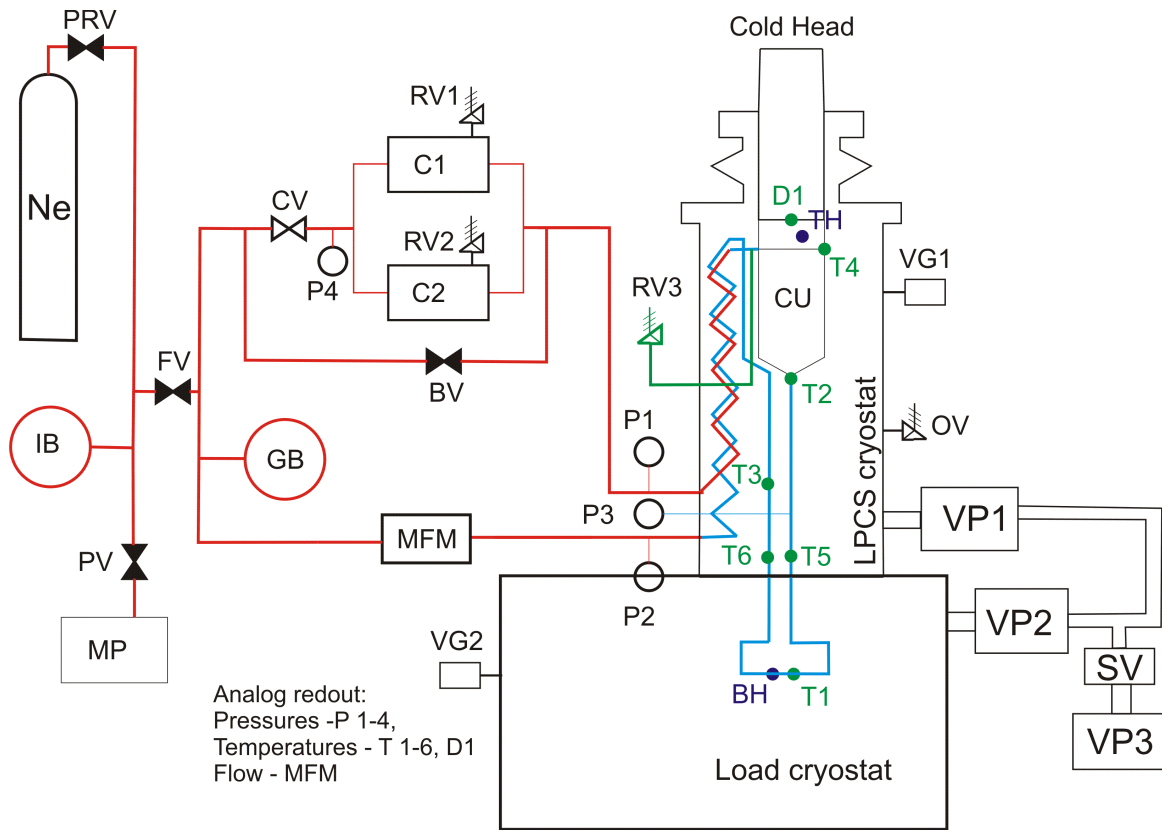 PRV
Cold Head
RV1
Ne
C1
CV
D1
TH
RV2
T4
P4
C2
CU
VG1
RV3
FV
BV
T2
P1
OV
IB
GB
T3
LPCS cryostat
P3
VP1
MFM
PV
T6
T5
P2
VP2
MP
VG2
SV
BH
T1
Analog redout:
Pressures -P 1-4,
Temperatures - T 1-6, D1
Flow - MFM
VP3
Load cryostat